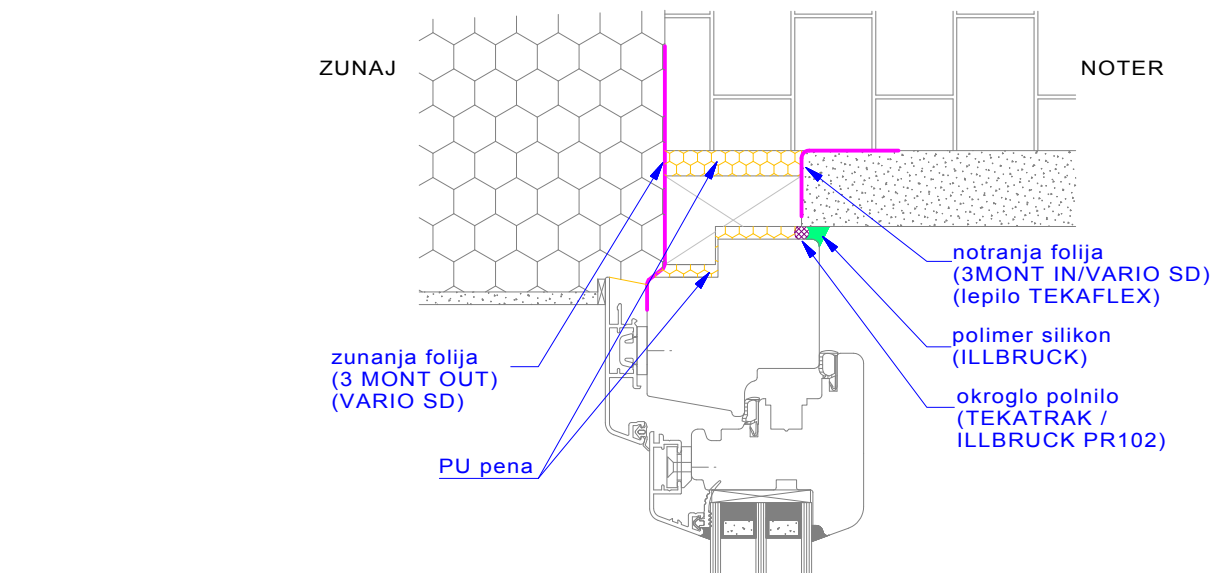 ZUNAJ
NOTER
notranja folija
(3MONT IN/VARIO SD)
(lepilo TEKAFLEX)
polimer silikon
(ILLBRUCK)
zunanja folija
(3 MONT OUT)
(VARIO SD)
okroglo polnilo
(TEKATRAK /
ILLBRUCK PR102)
PU pena